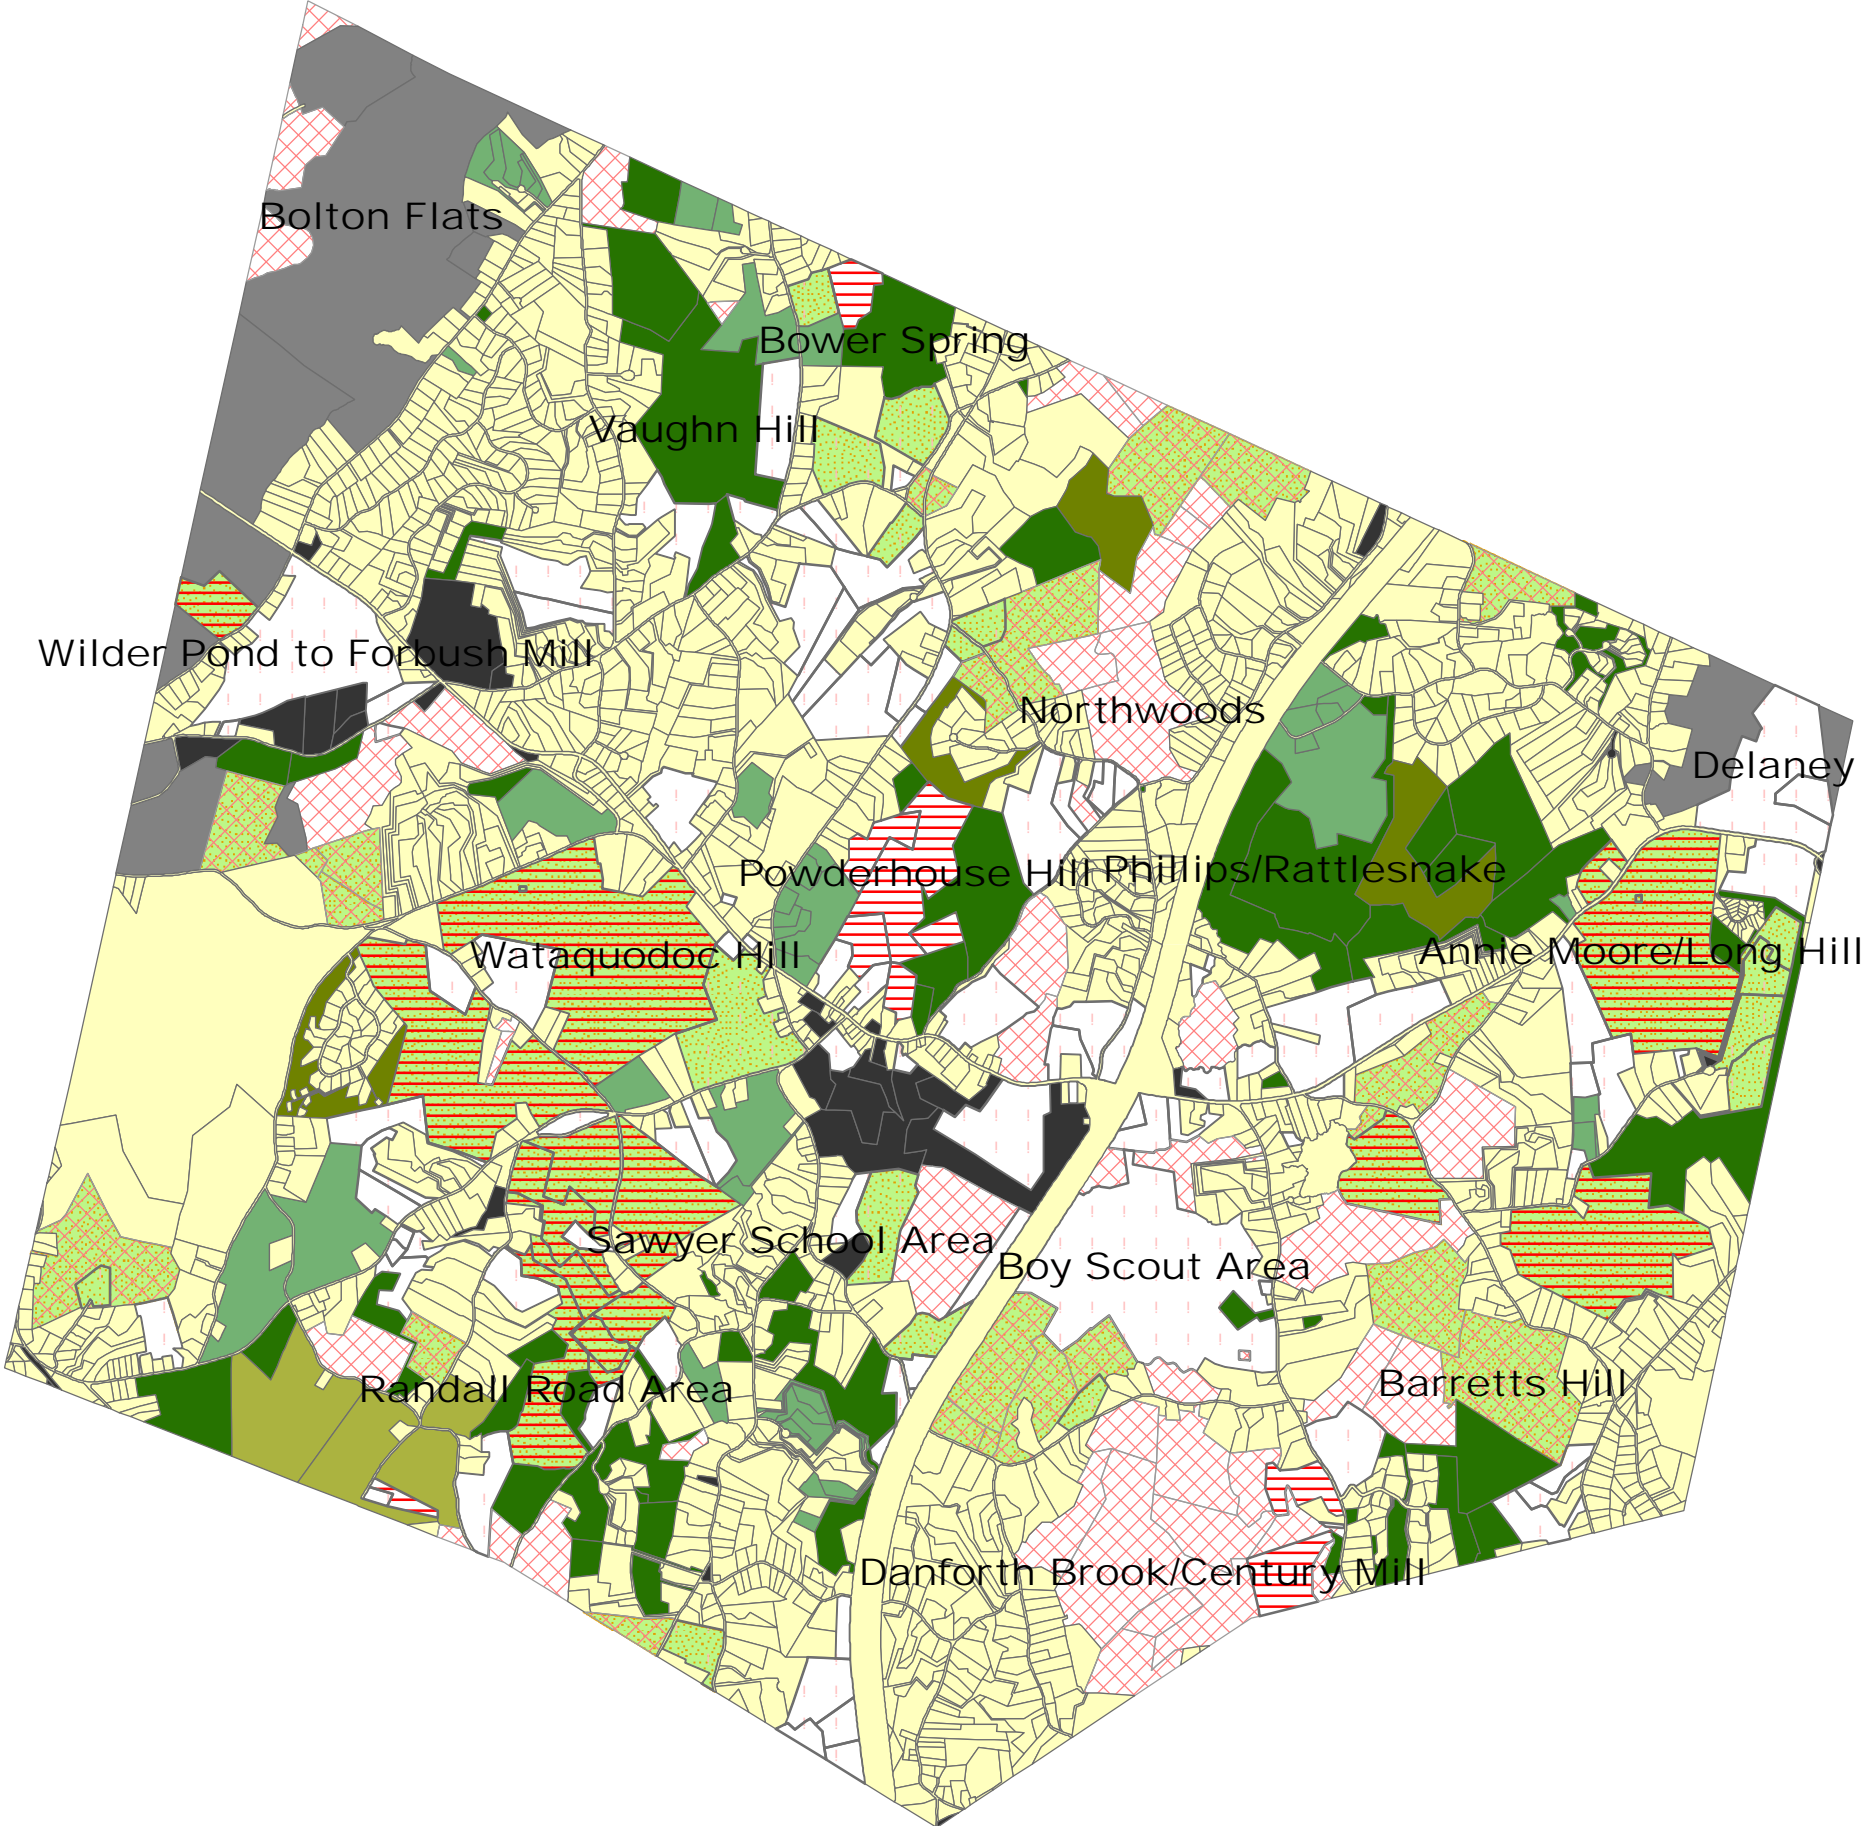 Bolton Flats
Bower Spring
Vaughn Hill
Wilder Pond to Forbush Mill
Northwoods
Delaney
Powderhouse Hill
Phillips/Rattlesnake
Wataquodoc Hill
Annie Moore/Long Hill
Sawyer School Area
Boy Scout Area
Randall Road Area
Barretts Hill
Danforth Brook/Century Mill